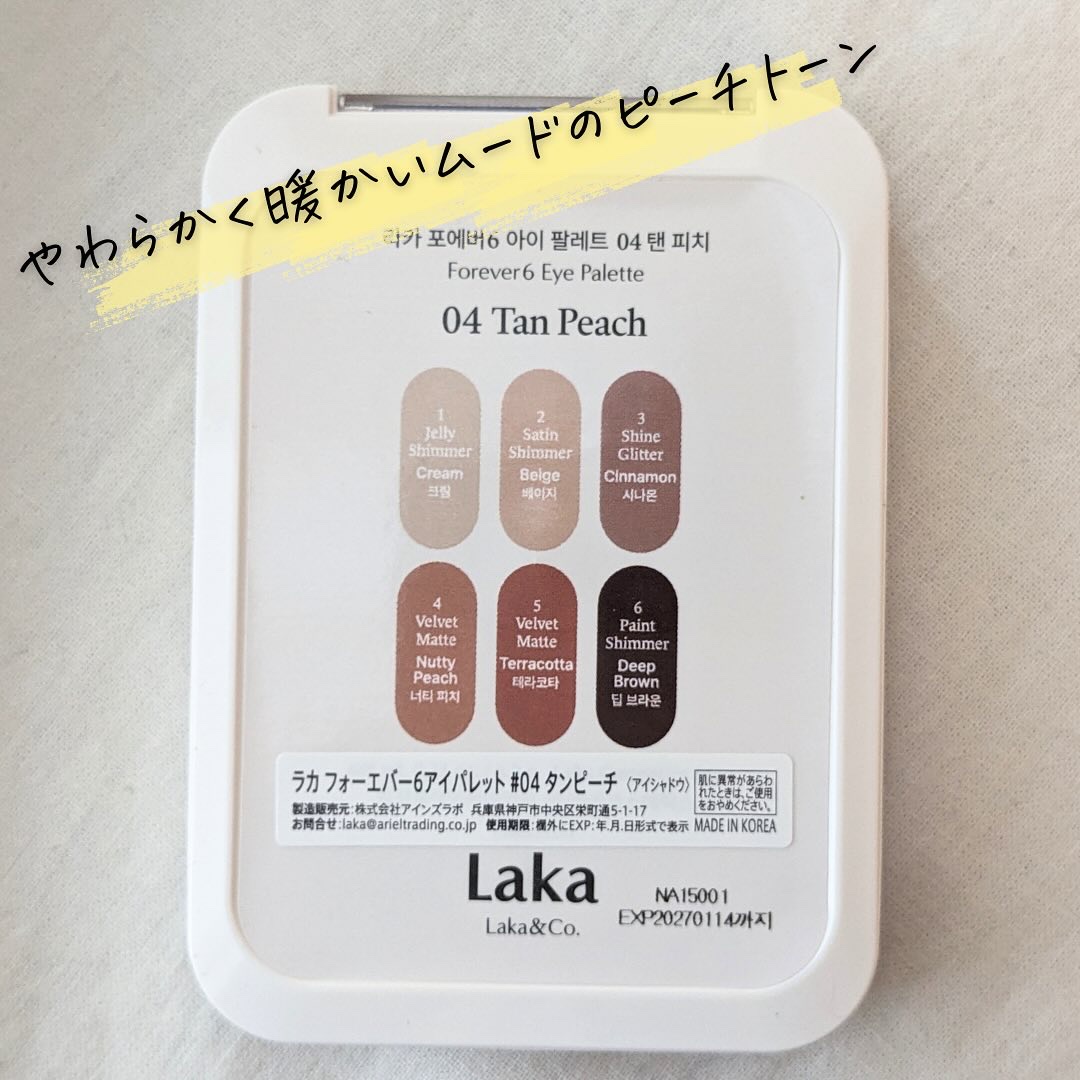 やわらかく暖かいムードのピーチトーン
라카 포에버6 아이 팔레트 04 탠 피치
Forever6 Eye Palette
04 Tan Peach
1
Jelly
Shimmer
Cream
크림
2
Satin
Shimmer
Beige
베이지
3
Shine
Glitter
Cinnamon
시나몬
4
Velvet
Matte
Nutty
Peach
너티 피치
5
Velvet
Matte
Terracotta
테라코타
6
Paint
Shimmer
Deep
Brown
딥 브라운
ラカ フォーエバー6アイパレット #04 タンピーチ 〈アイシャドウ〉
製造販売元:株式会社アインズラボ 兵庫県神戸市中央区栄町通5-1-17
お問合せ:laka@arieltrading.co.jp 使用期限:欄外にEXP:年.月.日形式で表示
肌に異常があらわ
れたときは、ご使用
をおやめください。
MADE IN KOREA
Laka
Laka&Co.
NA15001
EXP20270114까지